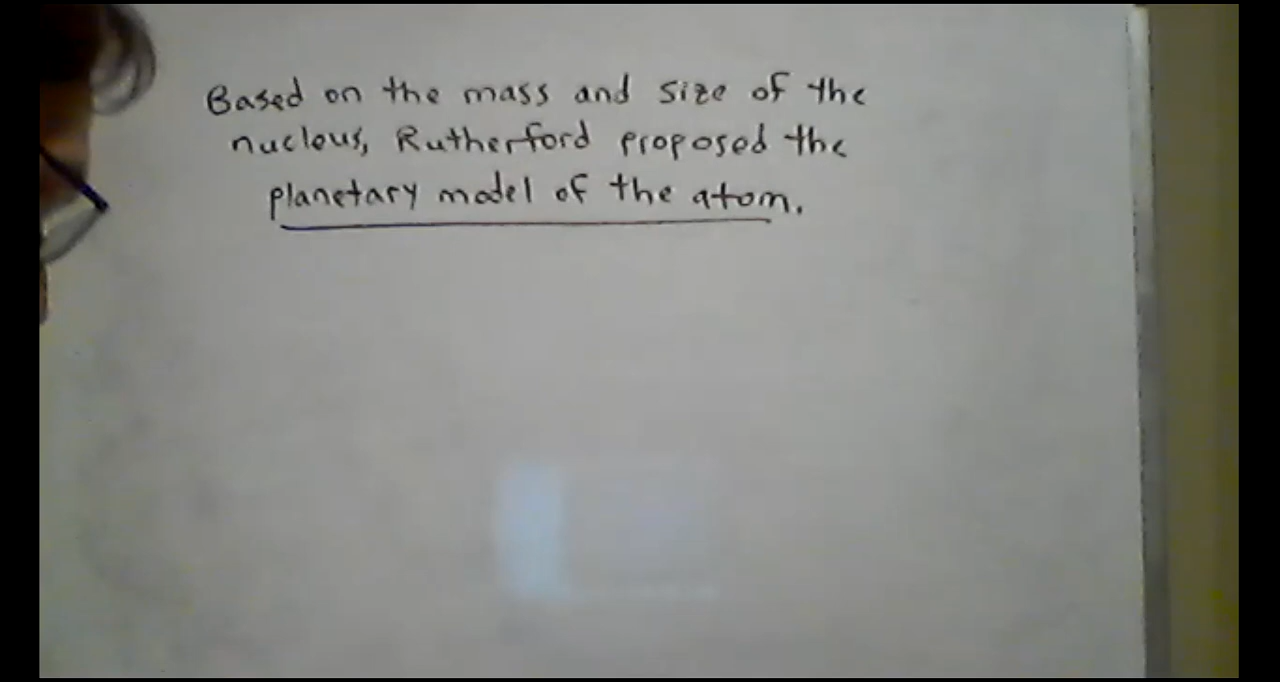 Based on the mass and size of the
nucleus, Rutherford proposed the
planetary model of the atom.